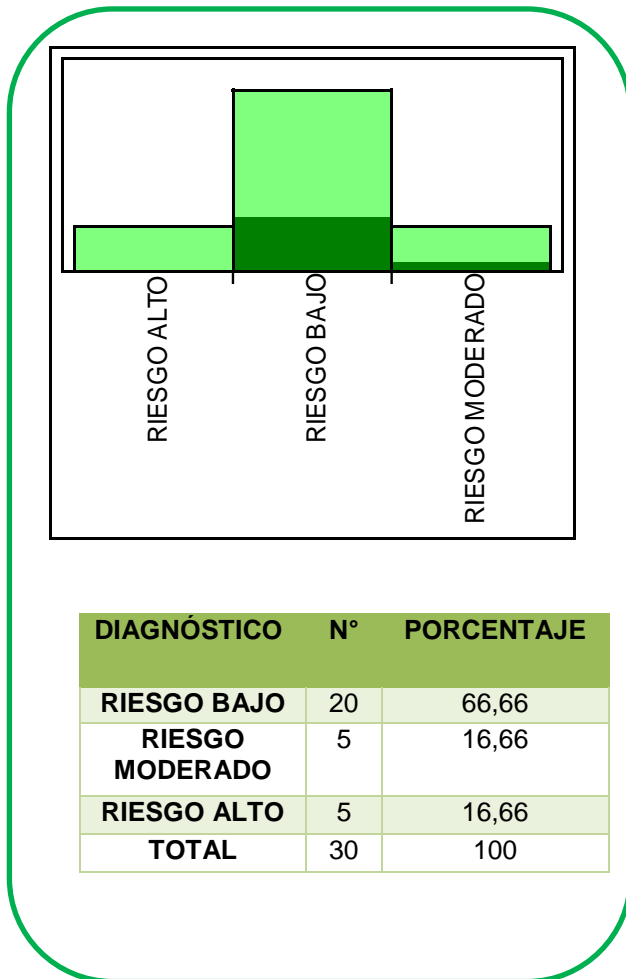 RIESGO ALTO
RIESGO BAJO
RIESGO MODERADO
DIAGNÓSTICO N° PORCENTAJE
RIESGO BAJO 20 66,66
RIESGO 5 16,66
MODERADO
RIESGO ALTO 5 16,66
TOTAL 30 100